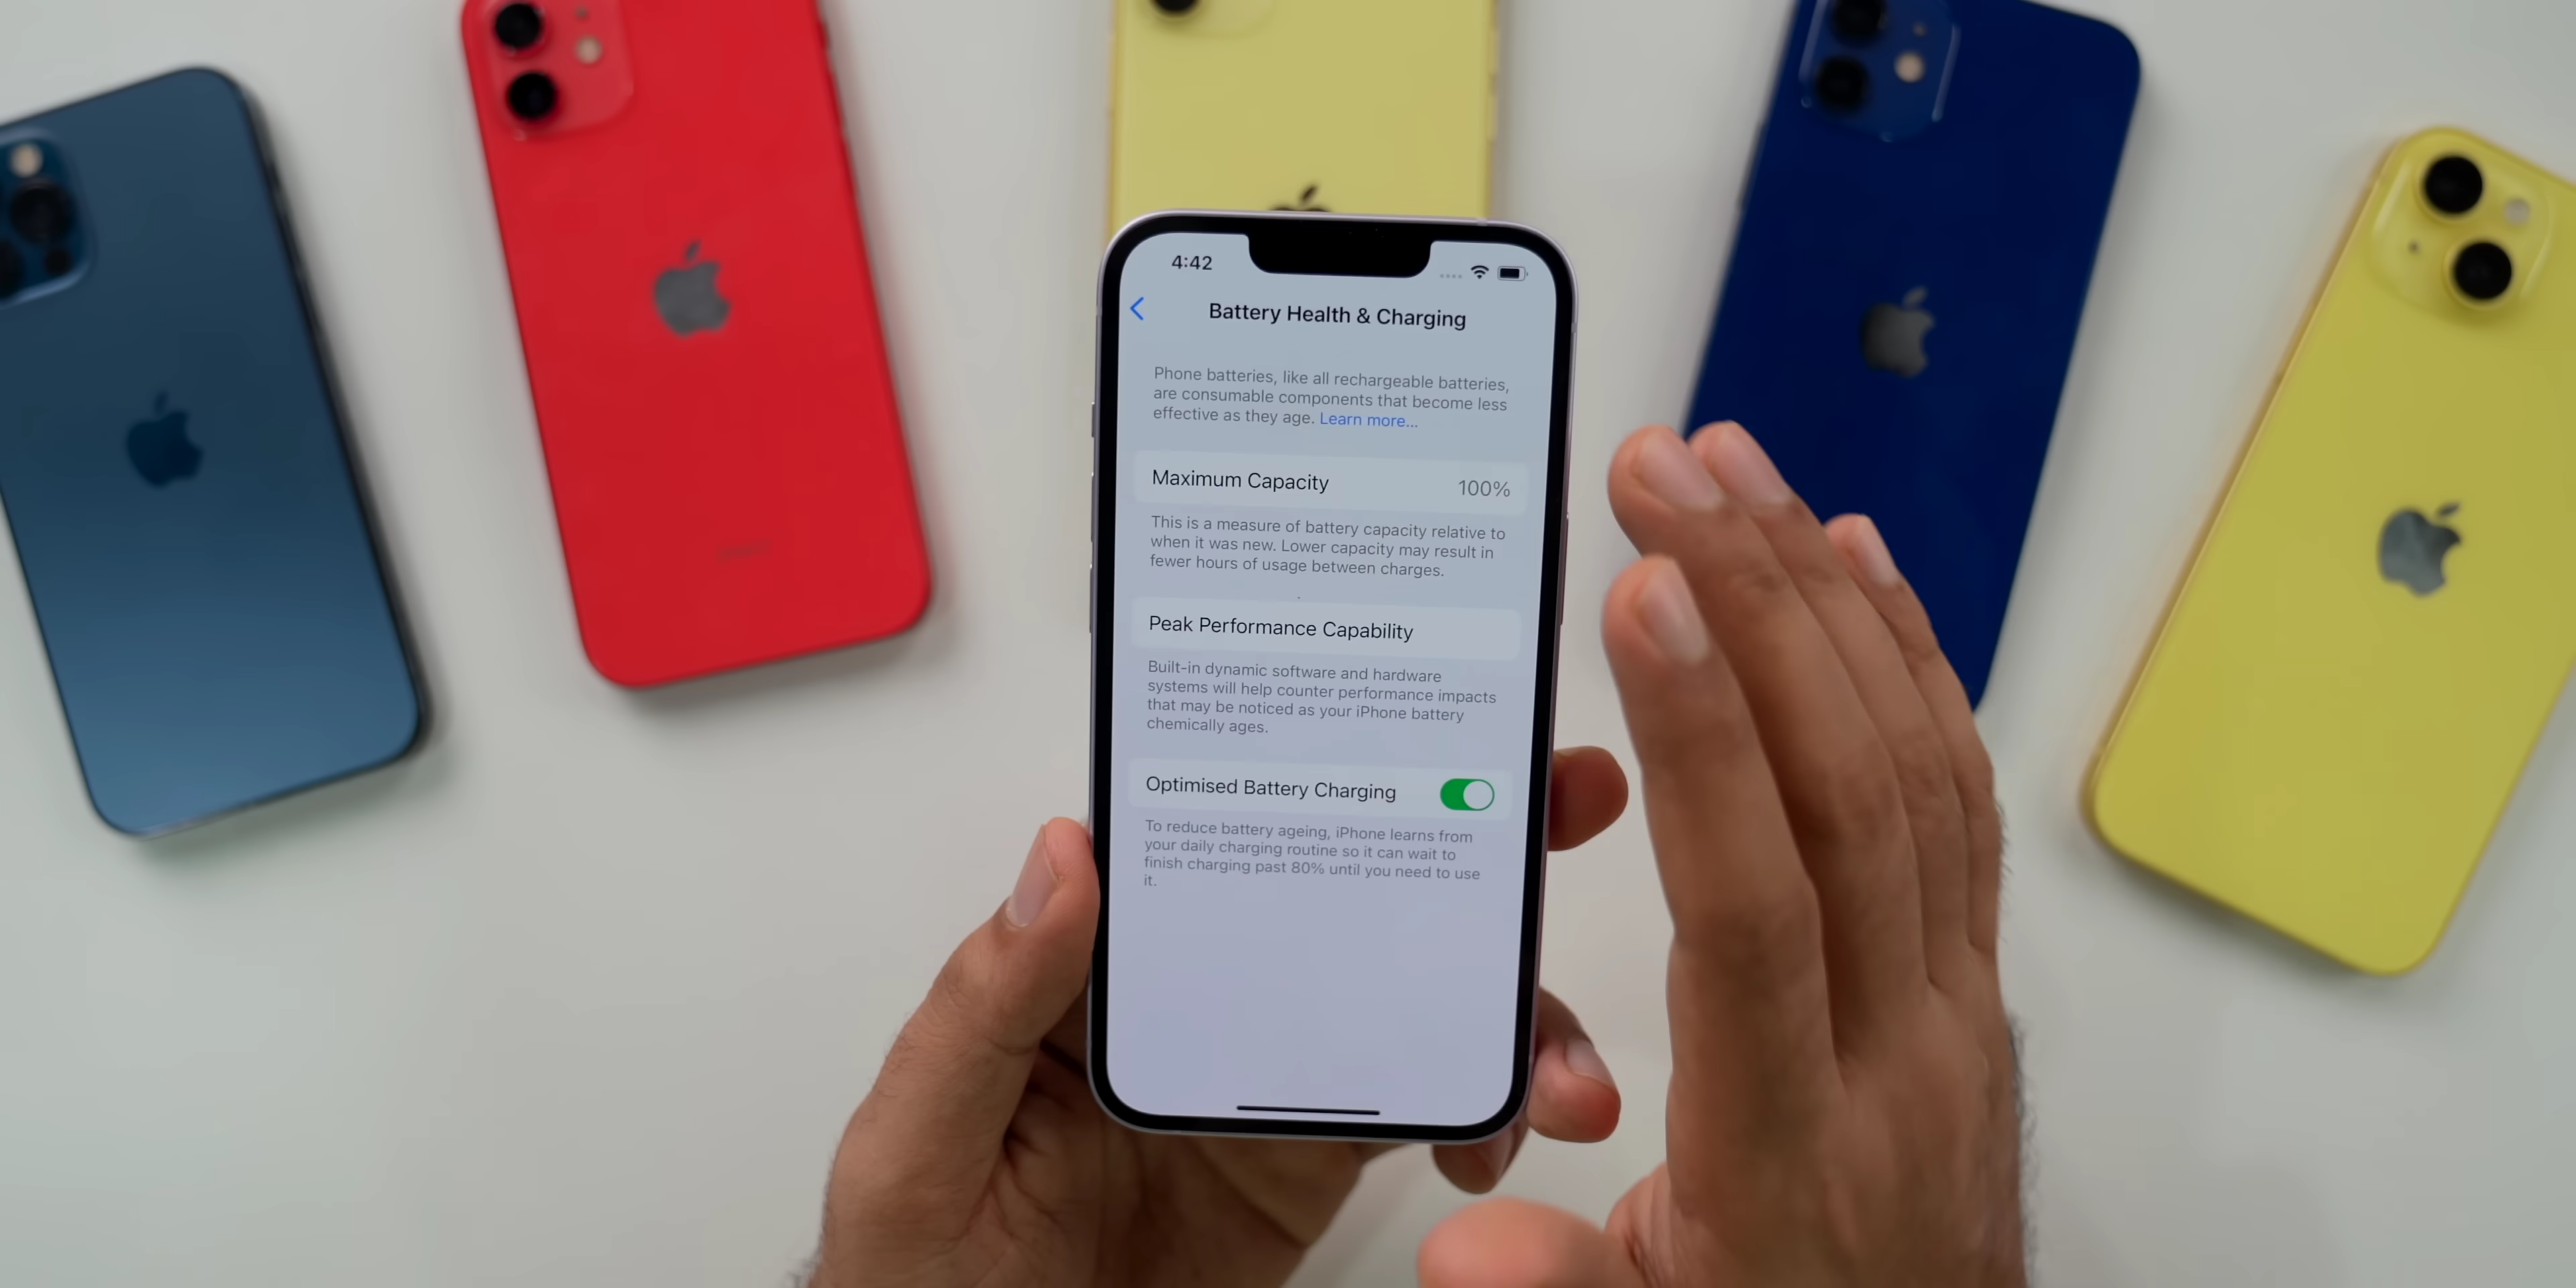 4:42
Battery Health & Charging
Phone batteries, like all rechargeable batteries,
are consumable components that become less
effective as they age. Learn more...
Maximum Capacity 100%
This is a measure of battery capacity relative to
when it was new. Lower capacity may result in
fewer hours of usage between charges.
Peak Performance Capability
Built-in dynamic software and hardware
systems will help counter performance impacts
that may be noticed as your iPhone battery
chemically ages.
Optimised Battery Charging
To reduce battery ageing, iPhone learns from
your daily charging routine so it can wait to
finish charging past 80% until you need to use
it.